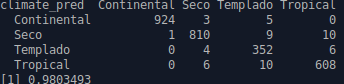 climate_pred  Continental Seco Templado Tropical
  Continental         924    3        5        0
  Seco                  1  810        9       10
  Templado              0    4      352        6
  Tropical              0    6       10      608
[1] 0.9803493